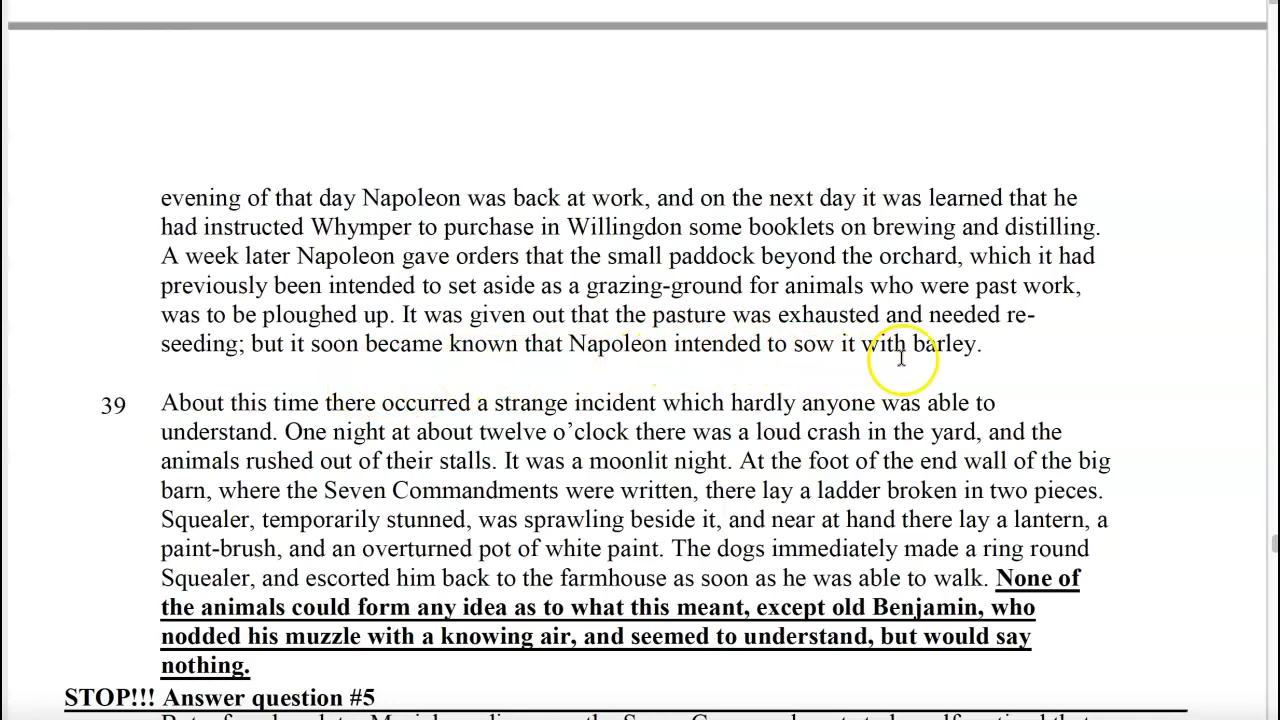 evening of that day Napoleon was back at work, and on the next day it was learned that he
had instructed Whymper to purchase in Willingdon some booklets on brewing and distilling.
A week later Napoleon gave orders that the small paddock beyond the orchard, which it had
previously been intended to set aside as a grazing-ground for animals who were past work,
was to be ploughed up. It was given out that the pasture was exhausted and needed re-
seeding; but it soon became known that Napoleon intended to sow it with barley.
39 About this time there occurred a strange incident which hardly anyone was able to
understand. One night at about twelve o’clock there was a loud crash in the yard, and the
animals rushed out of their stalls. It was a moonlit night. At the foot of the end wall of the big
barn, where the Seven Commandments were written, there lay a ladder broken in two pieces.
Squealer, temporarily stunned, was sprawling beside it, and near at hand there lay a lantern, a
paint-brush, and an overturned pot of white paint. The dogs immediately made a ring round
Squealer, and escorted him back to the farmhouse as soon as he was able to walk. None of
the animals could form any idea as to what this meant, except old Benjamin, who
nodded his muzzle with a knowing air, and seemed to understand, but would say
nothing.
STOP!!! Answer question #5